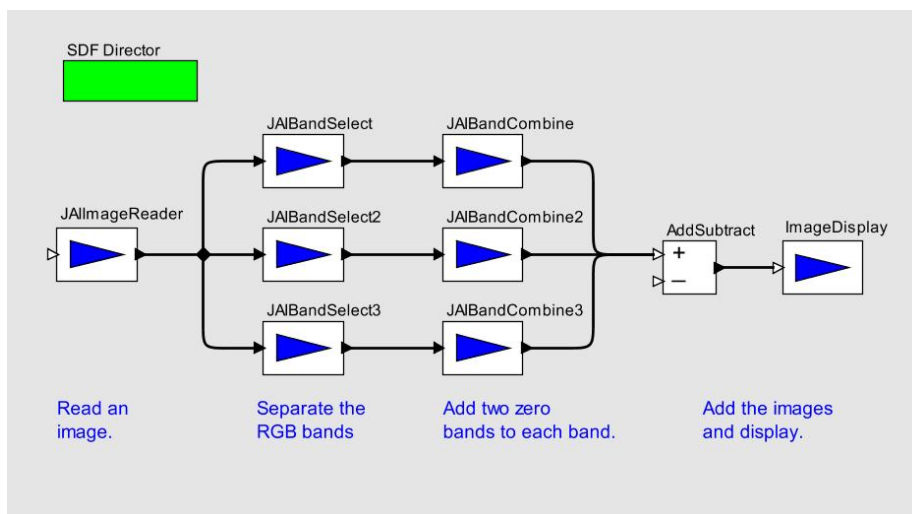 SDF Director
JAIBandSelect
JAIBandCombine
JAIImageReader
JAIBandSelect2
JAIBandCombine2
AddSubtract
ImageDisplay
+
−
JAIBandSelect3
JAIBandCombine3
Read an
image.
Separate the
RGB bands
Add two zero
bands to each band.
Add the images
and display.